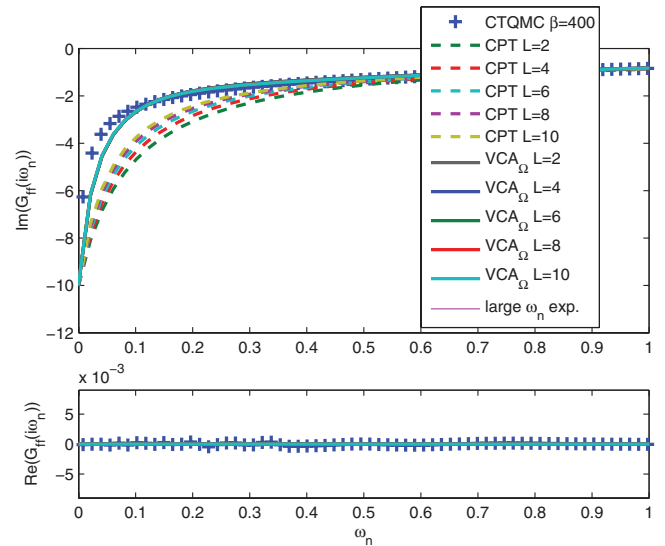 CTQMC β=400
CPT L=2
CPT L=4
CPT L=6
CPT L=8
CPT L=10
VCA_Ω L=2
VCA_Ω L=4
VCA_Ω L=6
VCA_Ω L=8
VCA_Ω L=10
large ω_n exp.
Im(G_ff(iω_n))
0
−2
−4
−6
−8
−10
−12
0 0.1 0.2 0.3 0.4 0.5 0.6 0.7 0.8 0.9 1
x 10^−3
Re(G_ff(iω_n))
5
0
−5
0 0.1 0.2 0.3 0.4 0.5 0.6 0.7 0.8 0.9 1
ω_n